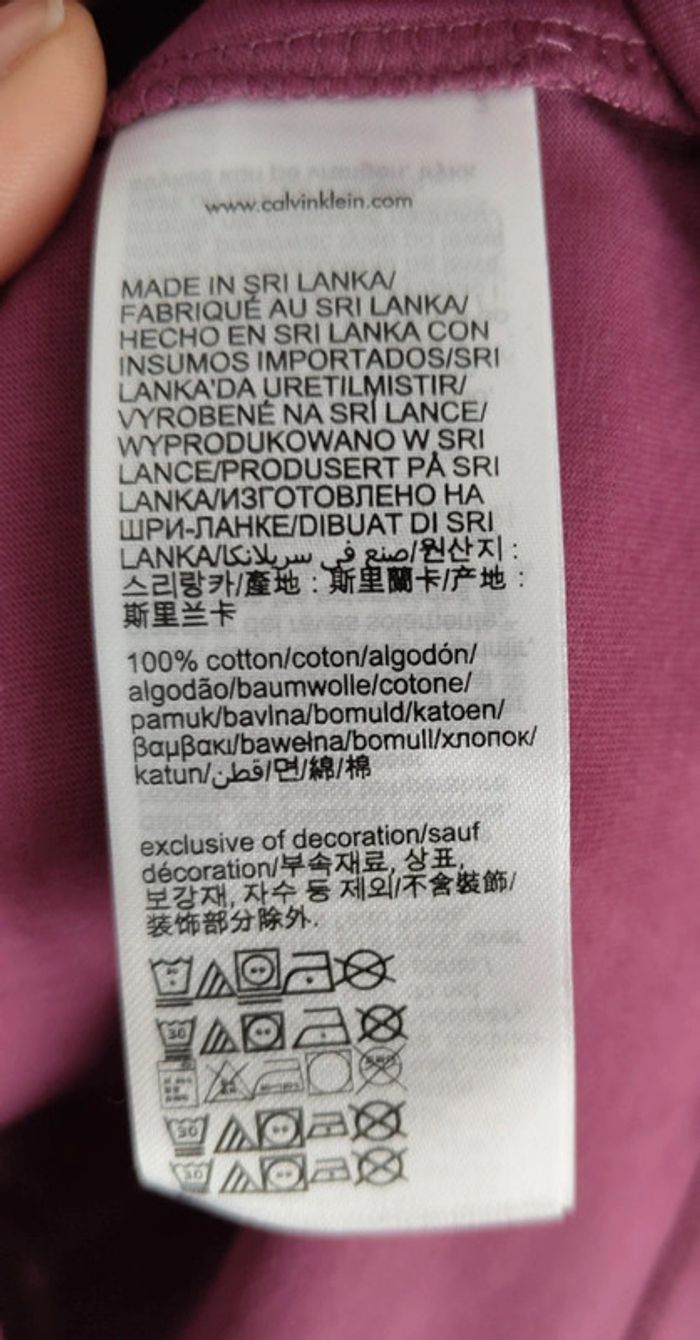 www.calvinklein.com
MADE IN SRI LANKA/
FABRIQUÉ AU SRI LANKA/
HECHO EN SRI LANKA CON
INSUMOS IMPORTADOS/SRI
LANKA'DA ÜRETILMISTIR/
VYROBENÉ NA SRÍ LANCE/
WYPRODUKOWANO W SRI
LANCE/PRODUSERT PÅ SRI
LANKA/ИЗГОТОВЛЕНО НА
ШРИ-ЛАНКЕ/DIBUAT DI SRI
LANKA/صنع في سريلانكا/원산지 :
스리랑카/產地 : 斯里蘭卡/产地 :
斯里兰卡
100% cotton/coton/algodón/
algodão/baumwolle/cotone/
pamuk/bavlna/bomuld/katoen/
βαμβακι/bawełna/bomull/хлопок/
katun/قطن/면/綿/棉
exclusive of decoration/sauf
décoration/부속재료, 상표,
보강재, 자수 등 제외/不含裝飾/
装饰部分除外.
30
30
30